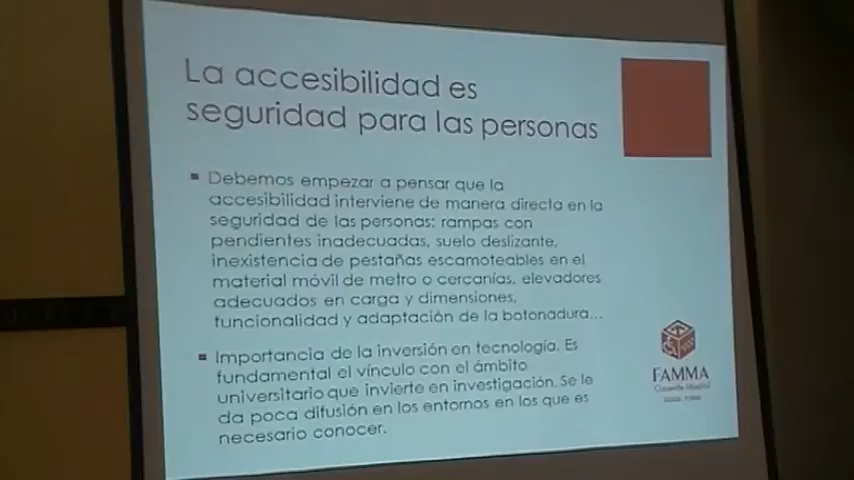 La accesibilidad es
seguridad para las personas
Debemos empezar a pensar que la
accesibilidad interviene de manera directa en la
seguridad de las personas: rampas con
pendientes inadecuadas, suelo deslizante,
inexistencia de pestañas escamoteables en el
material móvil de metro o cercanías, elevadores
adecuados en carga y dimensiones,
funcionalidad y adaptación de la botonadura...
Importancia de la inversión en tecnología. Es
fundamental el vínculo con el ámbito
universitario que invierte en investigación. Se le
da poca difusión en los entornos en los que es
necesario conocer.
FAMMA
Cocemfe Madrid